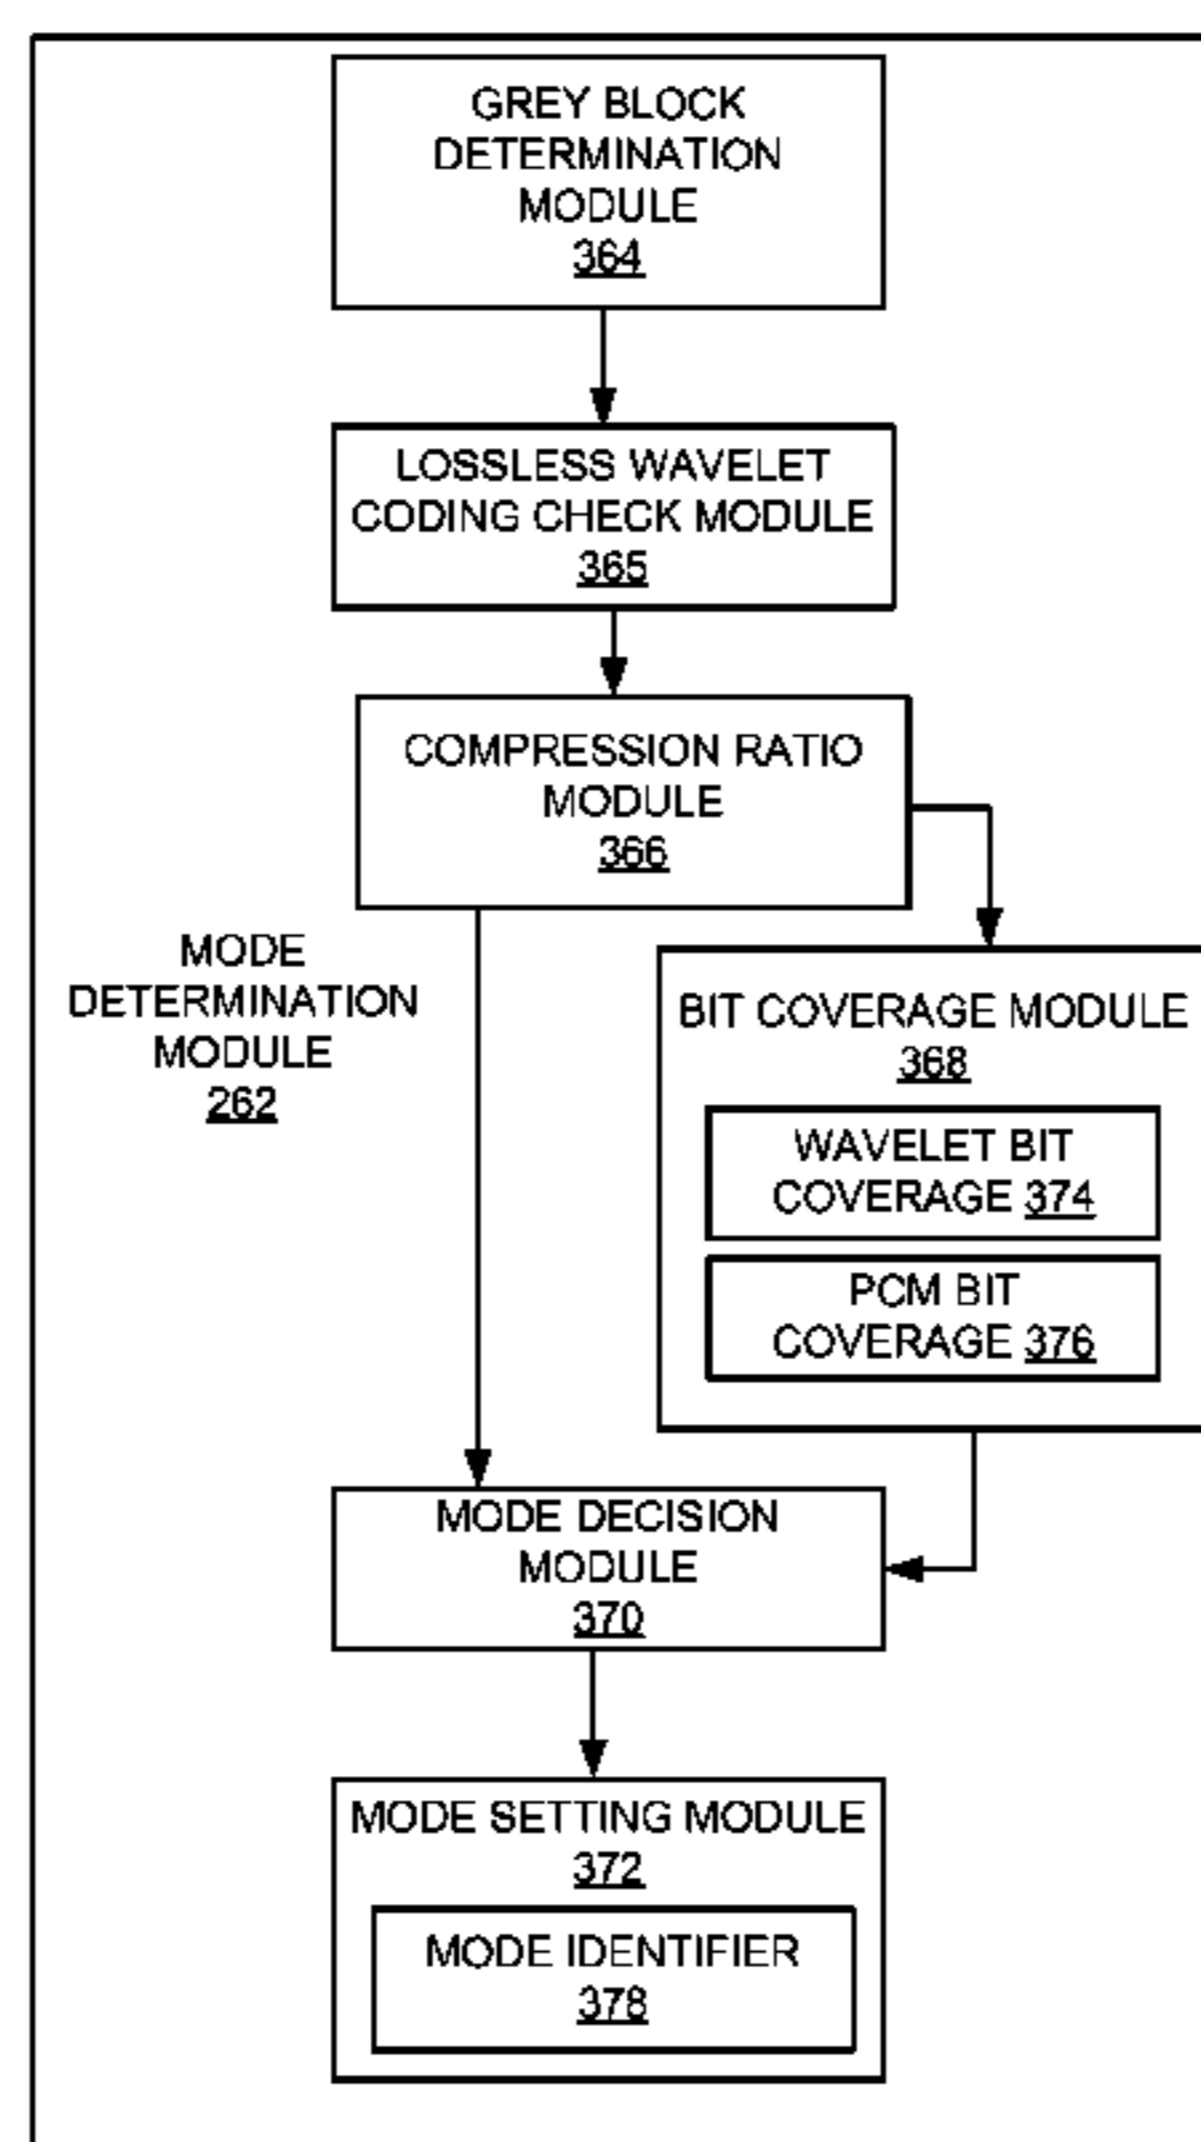 GREY BLOCK
DETERMINATION
MODULE
364
LOSSLESS WAVELET
CODING CHECK MODULE
365
COMPRESSION RATIO
MODULE
366
MODE
DETERMINATION
MODULE
262
BIT COVERAGE MODULE
368
WAVELET BIT
COVERAGE 374
PCM BIT
COVERAGE 376
MODE DECISION
MODULE
370
MODE SETTING MODULE
372
MODE IDENTIFIER
378